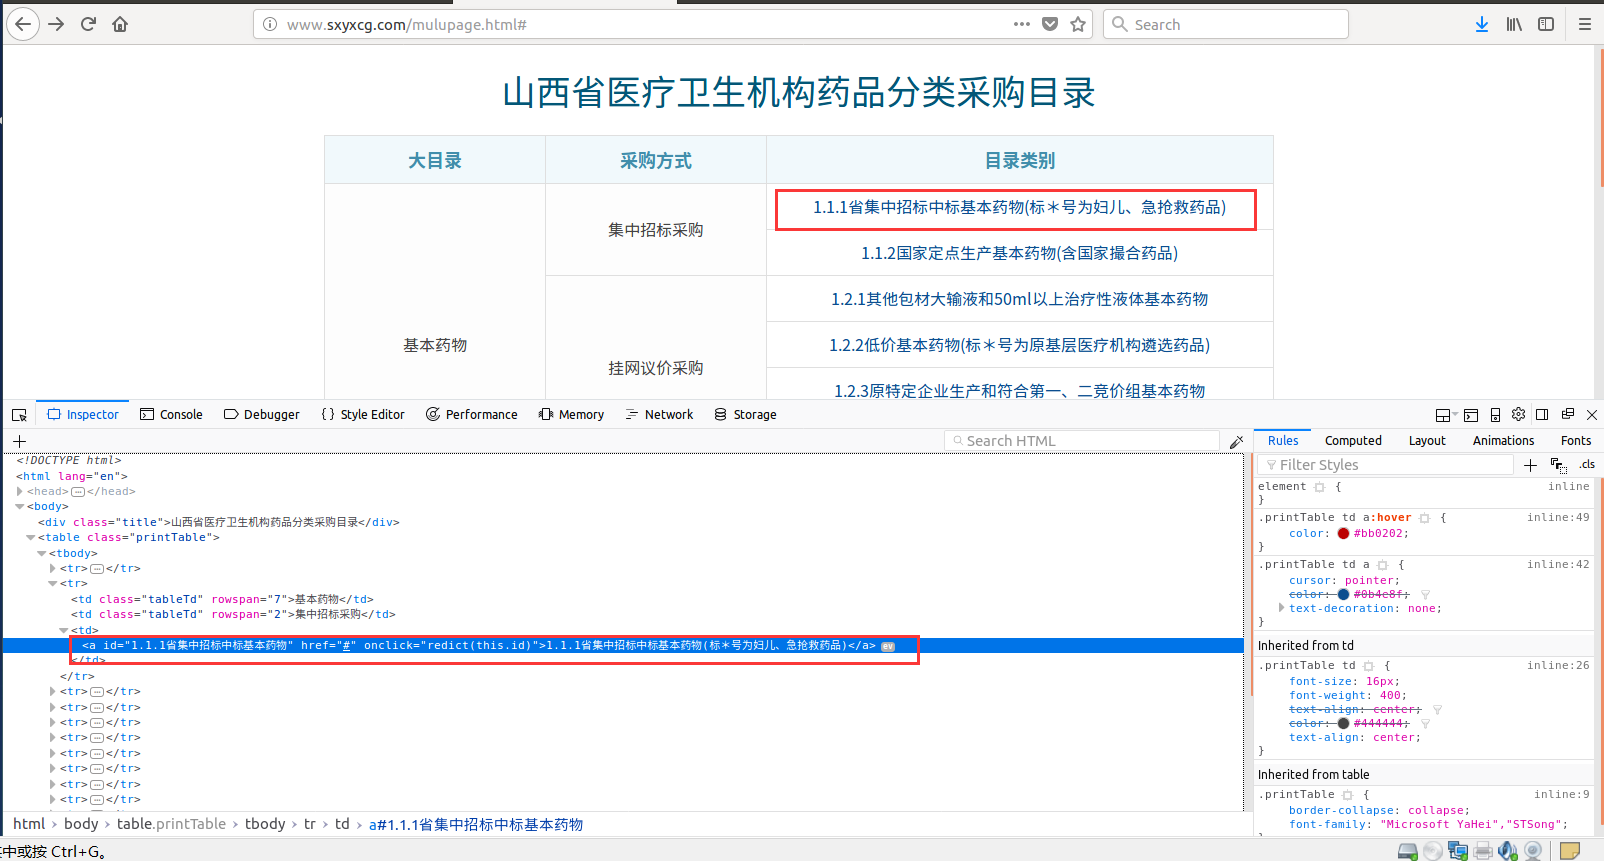 www.sxyxcg.com/mulupage.html#
Search
山西省医疗卫生机构药品分类采购目录
大目录 采购方式 目录类别
基本药物
集中招标采购
1.1.1省集中招标中标基本药物(标＊号为妇儿、急抢救药品)
1.1.2国家定点生产基本药物(含国家撮合药品)
挂网议价采购
1.2.1其他包材大输液和50ml以上治疗性液体基本药物
1.2.2低价基本药物(标＊号为原基层医疗机构遴选药品)
1.2.3原特定企业生产和符合第一、二竞价组基本药物
Inspector Console Debugger Style Editor Performance Memory Network Storage
Search HTML
<!DOCTYPE html>
<html lang="en">
<head></head>
<body>
<div class="title">山西省医疗卫生机构药品分类采购目录</div>
<table class="printTable">
<tbody>
<tr></tr>
<tr>
<td class="tableTd" rowspan="7">基本药物</td>
<td class="tableTd" rowspan="2">集中招标采购</td>
<td>
<a id="1.1.1省集中招标中标基本药物" href="#" onclick="redict(this.id)">1.1.1省集中招标中标基本药物(标＊号为妇儿、急抢救药品)</a> ev
</td>
</tr>
<tr></tr>
<tr></tr>
<tr></tr>
<tr></tr>
<tr></tr>
<tr></tr>
<tr></tr>
<tr></tr>
html › body › table.printTable › tbody › tr › td › a#1.1.1省集中招标中标基本药物
Rules Computed Layout Animations Fonts
Filter Styles
.cls
element { inline
}
.printTable td a:hover { inline:49
color: #bb0202;
}
.printTable td a { inline:42
cursor: pointer;
color: #0b4e8f;
text-decoration: none;
}
Inherited from td
.printTable td { inline:26
font-size: 16px;
font-weight: 400;
text-align: center;
color: #444444;
text-align: center;
}
Inherited from table
.printTable { inline:9
border-collapse: collapse;
font-family: "Microsoft YaHei","STSong";
中或按 Ctrl+G。